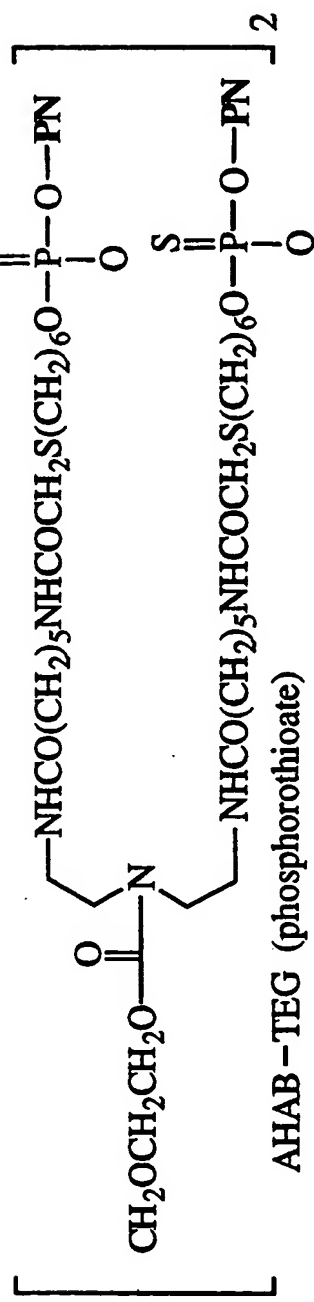 NHCO(CH₂)₅NHCOCH₂S(CH₂)₆O—P—O—PN
O
O
CH₂OCH₂CH₂O N
S
NHCO(CH₂)₅NHCOCH₂S(CH₂)₆O—P—O—PN
O
2
AHAB–TEG (phosphorothioate)